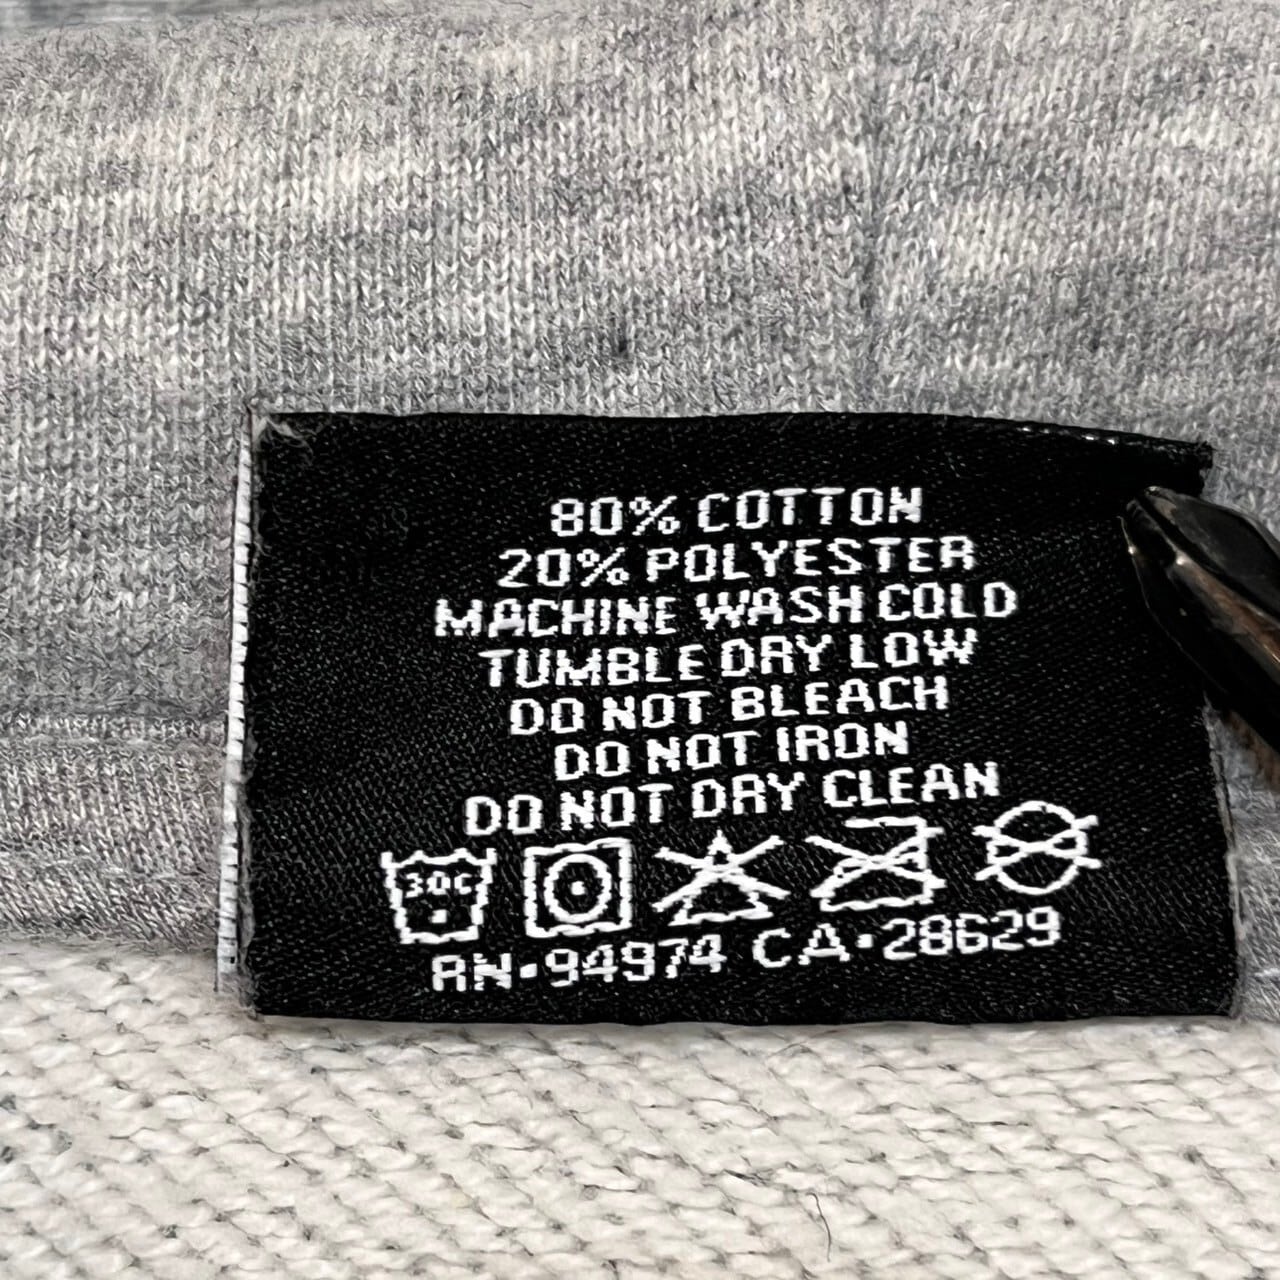 80% COTTON
20% POLYESTER
MACHINE WASH COLD
TUMBLE DRY LOW
DO NOT BLEACH
DO NOT IRON
DO NOT DRY CLEAN
30C
RN·94974 CA·28629